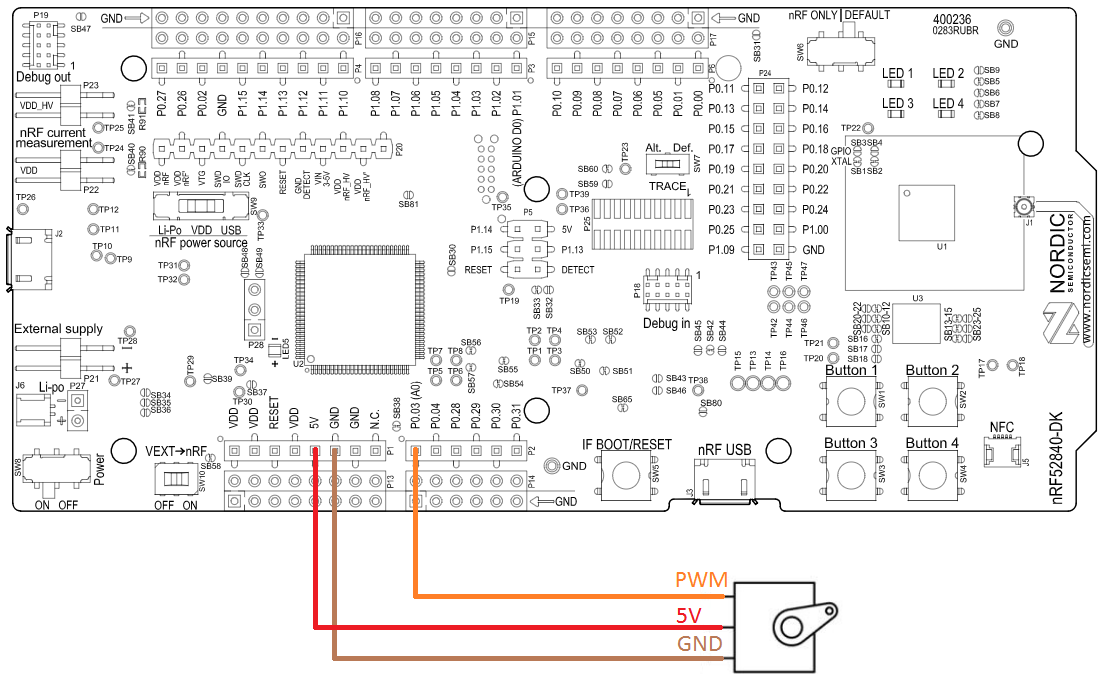 P19
SB47
GND
P16
P15
GND
P17
SB31
nRF ONLY | DEFAULT
SW6
400236
0283RUBR
GND
1
Debug out
P4
P3
P6
P24
LED 1
LED 2
LED 3
LED 4
SB9
SB5
SB6
SB7
SB8
P23
VDD_HV
SB41
R91
P0.27
P0.26
P0.02
GND
P1.15
P1.14
P1.13
P1.12
P1.11
P1.10
P1.08
P1.07
P1.06
P1.05
P1.04
P1.03
P1.02
P1.01
(ARDUINO D0)
P0.10
P0.09
P0.08
P0.07
P0.06
P0.05
P0.01
P0.00
P0.11
P0.12
P0.13
P0.14
P0.15
P0.16
P0.17
P0.18
P0.19
P0.20
P0.21
P0.22
P0.23
P0.24
P0.25
P1.00
P1.09
GND
TP25
nRF current
measurement
TP24
SB40
R90
VDD
P22
P20
VDD
nRF
VDD
nRF
VTG
SWD
IO
SWD
CLK
SWO
RESET
GND
DETECT
VIN
3-5V
VDD
nRF_HV
VDD
nRF_HV
TP22
SB3
SB4
GPIO
XTAL
SB1
SB2
U1
J1
TP23
SB60
SB59
Alt.
Def.
SW7
TRACE
P25
TP39
TP36
TP35
SB81
TP26
TP12
TP11
TP10
TP9
J2
SW9
Li-Po
VDD
USB
nRF power source
TP33
TP31
TP32
SB48
SB49
P28
SB30
P5
P1.14
5V
P1.15
P1.13
RESET
DETECT
TP19
SB33
SB32
P18
1
Debug in
TP43
TP45
TP47
TP42
TP44
TP46
NORDIC
SEMICONDUCTOR
www.nordicsemi.com
U3
SB20-22
SB10-12
SB13-15
SB23-25
SB16
SB17
SB18
TP21
TP20
External supply
TP28
P21
TP27
J6
Li-po
P27
SB34
SB35
SB36
TP29
SB39
TP34
SB37
TP30
LED5
U2
TP7
TP8
TP5
TP6
SB56
SB57
TP2
TP4
TP1
TP3
SB55
SB54
SB53
SB52
SB50
SB51
TP37
SB65
SB43
SB46
TP38
SB80
SB45
SB42
SB44
TP15
TP13
TP14
TP16
TP17
TP18
Button 1
SW1
Button 2
SW2
Button 3
SW3
Button 4
SW4
NFC
J5
nRF52840-DK
VDD
VDD
RESET
VDD
5V
GND
GND
N.C.
SB38
P0.03 (A0)
P0.04
P0.28
P0.29
P0.30
P0.31
P1
P2
P13
P14
GND
GND
SW8
Power
ON
OFF
VEXT→nRF
SB58
SW10
OFF
ON
IF BOOT/RESET
SW5
nRF USB
J3
PWM
5V
GND